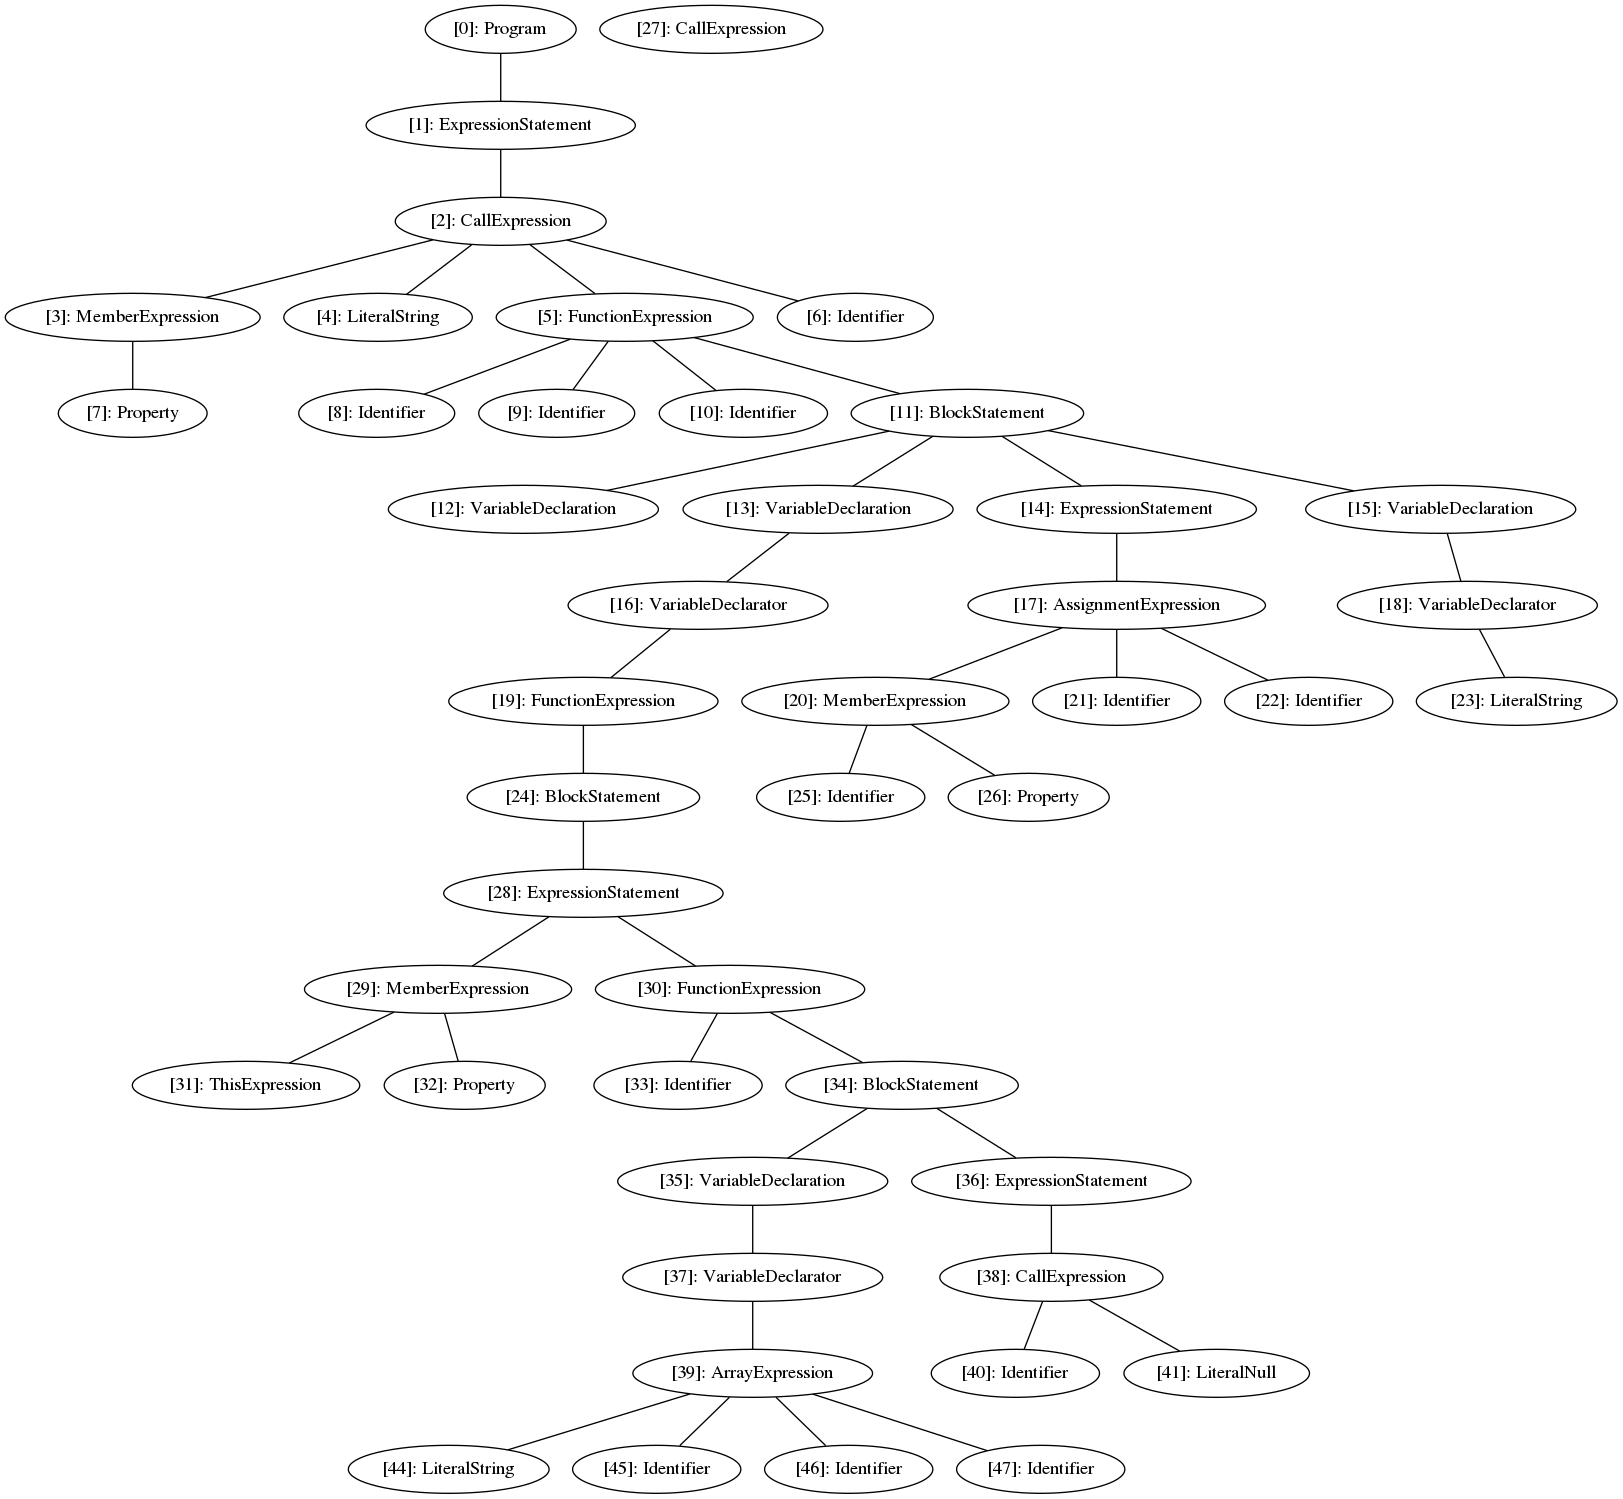 [0]: Program
[27]: CallExpression
[1]: ExpressionStatement
[2]: CallExpression
[3]: MemberExpression
[4]: LiteralString
[5]: FunctionExpression
[6]: Identifier
[7]: Property
[8]: Identifier
[9]: Identifier
[10]: Identifier
[11]: BlockStatement
[12]: VariableDeclaration
[13]: VariableDeclaration
[14]: ExpressionStatement
[15]: VariableDeclaration
[16]: VariableDeclarator
[17]: AssignmentExpression
[18]: VariableDeclarator
[19]: FunctionExpression
[20]: MemberExpression
[21]: Identifier
[22]: Identifier
[23]: LiteralString
[24]: BlockStatement
[25]: Identifier
[26]: Property
[28]: ExpressionStatement
[29]: MemberExpression
[30]: FunctionExpression
[31]: ThisExpression
[32]: Property
[33]: Identifier
[34]: BlockStatement
[35]: VariableDeclaration
[36]: ExpressionStatement
[37]: VariableDeclarator
[38]: CallExpression
[39]: ArrayExpression
[40]: Identifier
[41]: LiteralNull
[44]: LiteralString
[45]: Identifier
[46]: Identifier
[47]: Identifier